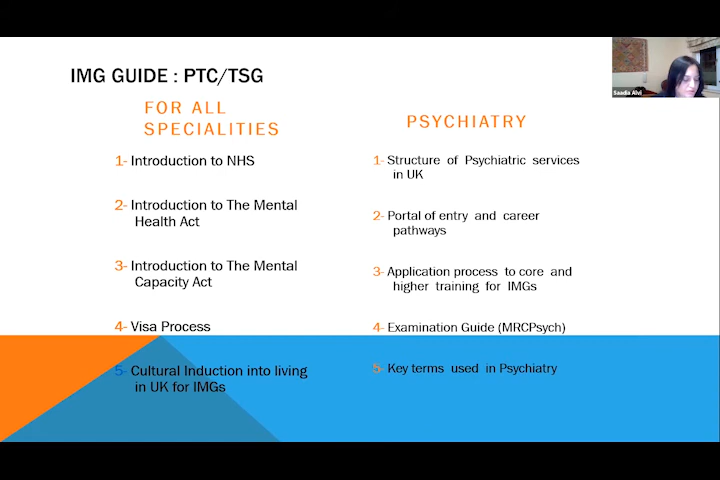 IMG GUIDE : PTC/TSG
FOR ALL
SPECIALITIES
1- Introduction to NHS
2- Introduction to The Mental
Health Act
3- Introduction to The Mental
Capacity Act
4- Visa Process
5- Cultural Induction into living
in UK for IMGs
PSYCHIATRY
1- Structure of Psychiatric services
in UK
2- Portal of entry and career
pathways
3- Application process to core and
higher training for IMGs
4- Examination Guide (MRCPsych)
5- Key terms used in Psychiatry
Saadia Alvi